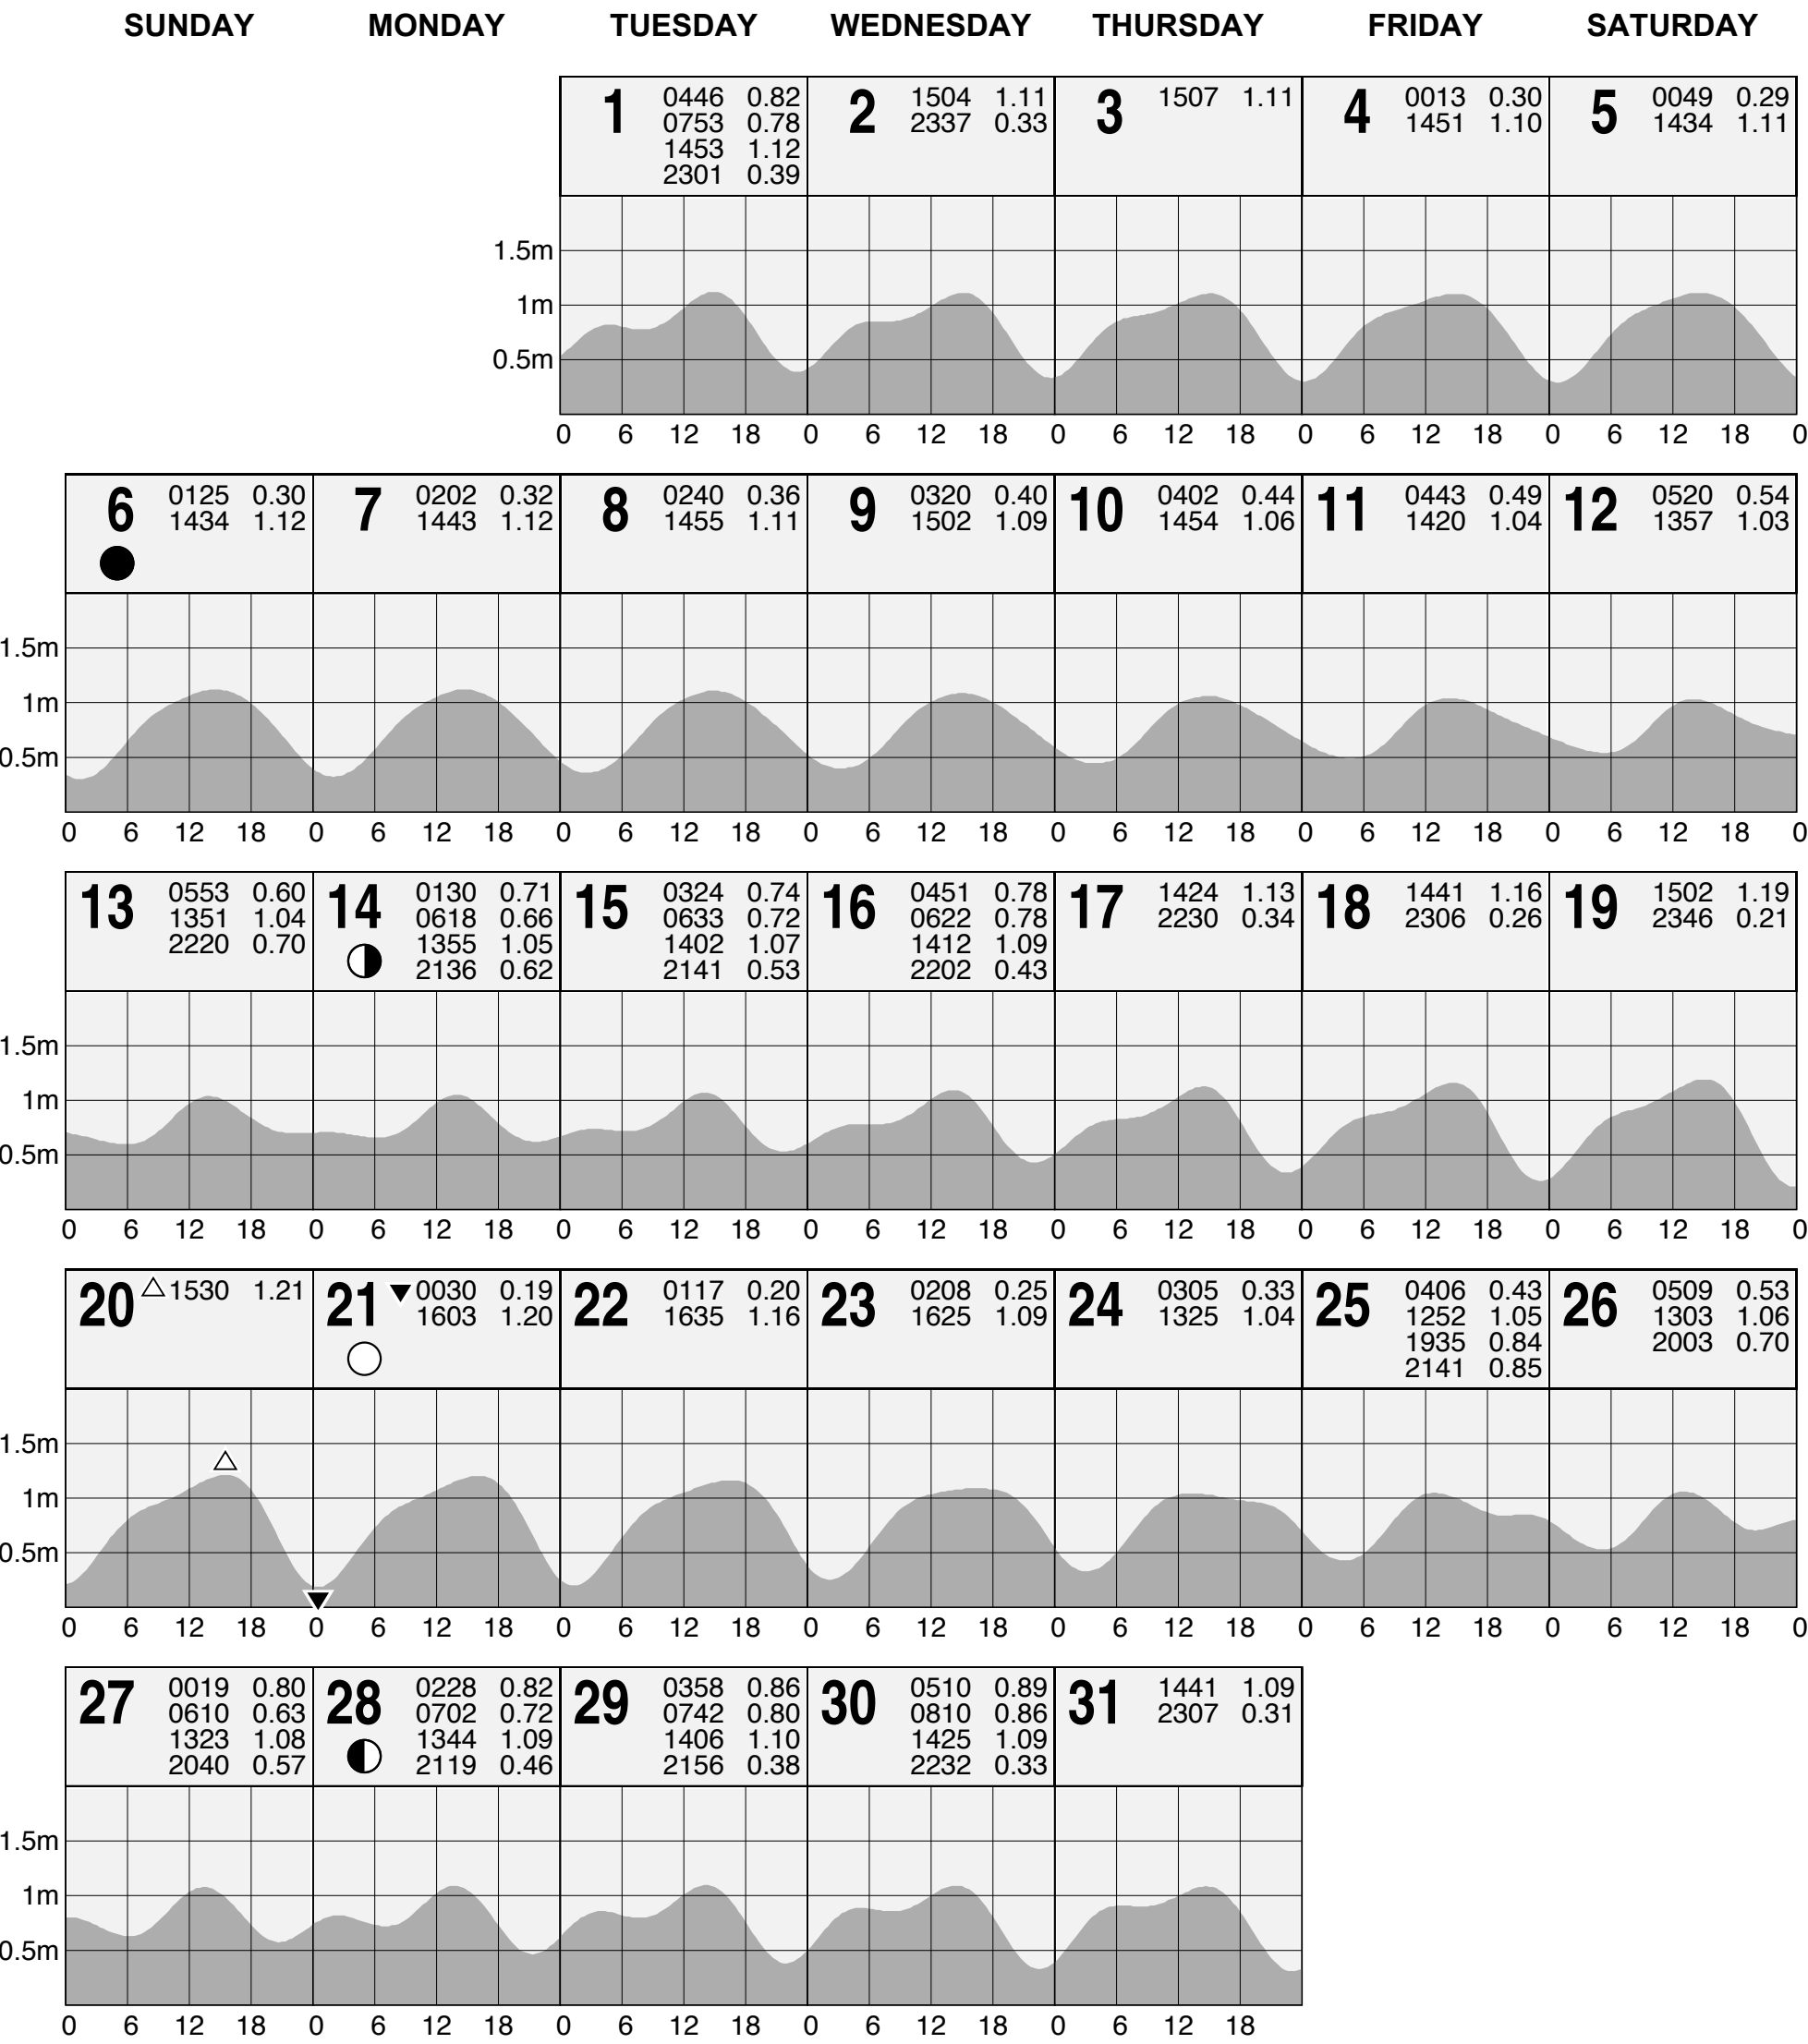 SUNDAY MONDAY TUESDAY WEDNESDAY THURSDAY FRIDAY SATURDAY
1 0446 0.82
0753 0.78
1453 1.12
2301 0.39
2 1504 1.11
2337 0.33
3 1507 1.11
4 0013 0.30
1451 1.10
5 0049 0.29
1434 1.11
1.5m
1m
0.5m
0 6 12 18 0 6 12 18 0 6 12 18 0 6 12 18 0 6 12 18 0
6 0125 0.30
1434 1.12
7 0202 0.32
1443 1.12
8 0240 0.36
1455 1.11
9 0320 0.40
1502 1.09
10 0402 0.44
1454 1.06
11 0443 0.49
1420 1.04
12 0520 0.54
1357 1.03
1.5m
1m
0.5m
0 6 12 18 0 6 12 18 0 6 12 18 0 6 12 18 0 6 12 18 0 6 12 18 0 6 12 18 0
13 0553 0.60
1351 1.04
2220 0.70
14 0130 0.71
0618 0.66
1355 1.05
2136 0.62
15 0324 0.74
0633 0.72
1402 1.07
2141 0.53
16 0451 0.78
0622 0.78
1412 1.09
2202 0.43
17 1424 1.13
2230 0.34
18 1441 1.16
2306 0.26
19 1502 1.19
2346 0.21
1.5m
1m
0.5m
0 6 12 18 0 6 12 18 0 6 12 18 0 6 12 18 0 6 12 18 0 6 12 18 0 6 12 18 0
20 1530 1.21
21 0030 0.19
1603 1.20
22 0117 0.20
1635 1.16
23 0208 0.25
1625 1.09
24 0305 0.33
1325 1.04
25 0406 0.43
1252 1.05
1935 0.84
2141 0.85
26 0509 0.53
1303 1.06
2003 0.70
1.5m
1m
0.5m
0 6 12 18 0 6 12 18 0 6 12 18 0 6 12 18 0 6 12 18 0 6 12 18 0 6 12 18 0
27 0019 0.80
0610 0.63
1323 1.08
2040 0.57
28 0228 0.82
0702 0.72
1344 1.09
2119 0.46
29 0358 0.86
0742 0.80
1406 1.10
2156 0.38
30 0510 0.89
0810 0.86
1425 1.09
2232 0.33
31 1441 1.09
2307 0.31
1.5m
1m
0.5m
0 6 12 18 0 6 12 18 0 6 12 18 0 6 12 18 0 6 12 18